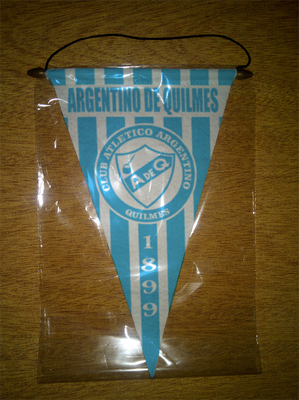 ARGENTINO DE QUILMES
CLUB ATLETICO ARGENTINO
A DE Q
QUILMES
1899